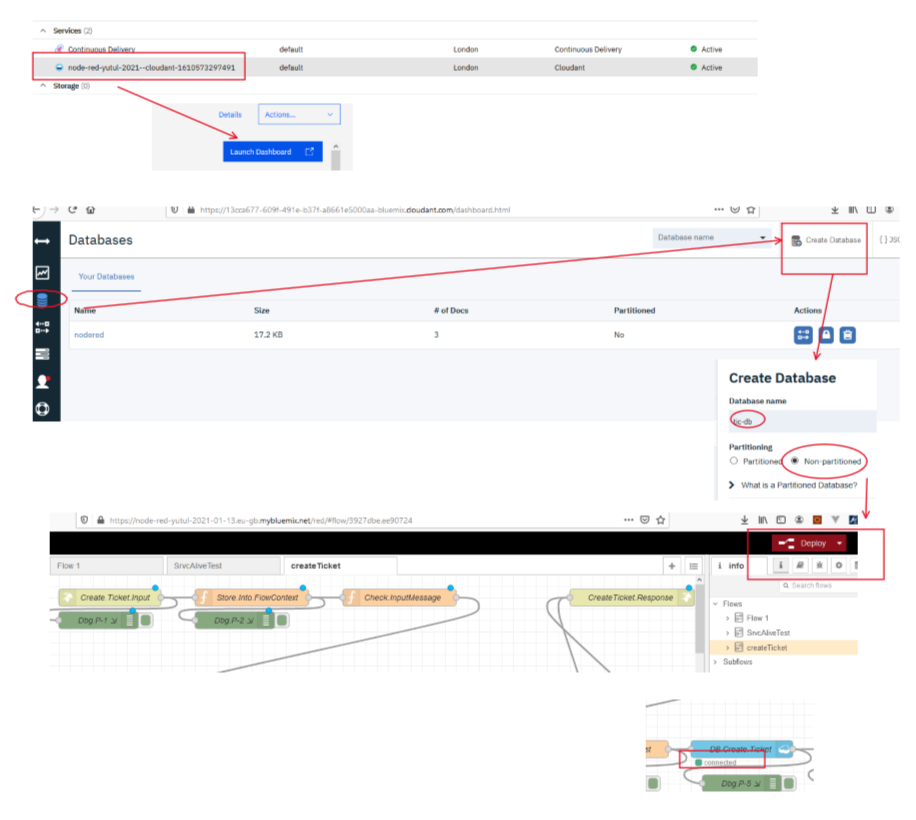 Services (2)
Continuous Delivery default London Continuous Delivery Active
node-red-yutul-2021--cloudant-1610573297491 default London Cloudant Active
Storage (0)
Details Actions...
Launch Dashboard
https://13cca677-609f-491e-b37f-a8661e5000aa-bluemix.cloudant.com/dashboard.html
Databases Database name Create Database { } JSO
Your Databases
Name Size # of Docs Partitioned Actions
nodered 17.2 KB 3 No
Create Database
Database name
tic-db
Partitioning
Partitioned Non-partitioned
What is a Partitioned Database?
https://node-red-yutul-2021-01-13.eu-gb.mybluemix.net/red/#flow/3927dbe.ee90724
Deploy
Flow 1 SrvcAliveTest createTicket info
Search flows
Create.Ticket.Input Store.Into.FlowContext Check.InputMessage CreateTicket.Response
Flows
Dbg.P-1 Dbg.P-2 Flow 1
SrvcAliveTest
createTicket
Subflows
st DB.Create.Ticket
connected
Dbg.P-5